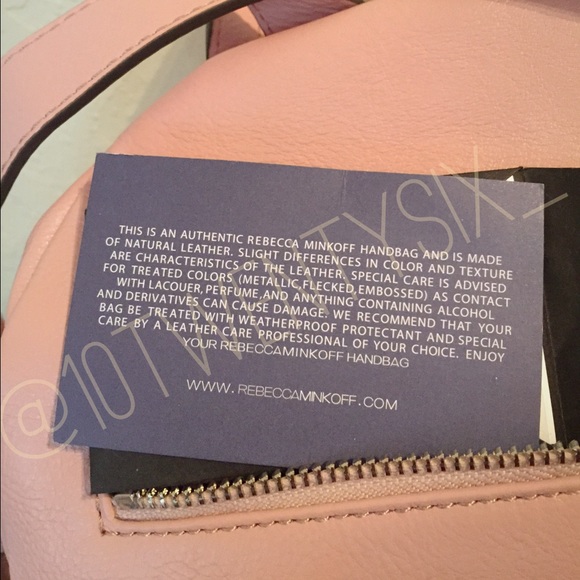 THIS IS AN AUTHENTIC REBECCA MINKOFF HANDBAG AND IS MADE
OF NATURAL LEATHER. SLIGHT DIFFERENCES IN COLOR AND TEXTURE
ARE CHARACTERISTICS OF THE LEATHER. SPECIAL CARE IS ADVISED
FOR TREATED COLORS (METALLIC,FLECKED,EMBOSSED) AS CONTACT
WITH LACQUER,PERFUME,AND ANYTHING CONTAINING ALCOHOL
AND DERIVATIVES CAN CAUSE DAMAGE. WE RECOMMEND THAT YOUR
BAG BE TREATED WITH WEATHERPROOF PROTECTANT AND SPECIAL
CARE BY A LEATHER CARE PROFESSIONAL OF YOUR CHOICE. ENJOY
YOUR REBECCAMINKOFF HANDBAG
WWW.REBECCAMINKOFF.COM
@10TWENTYSIX_